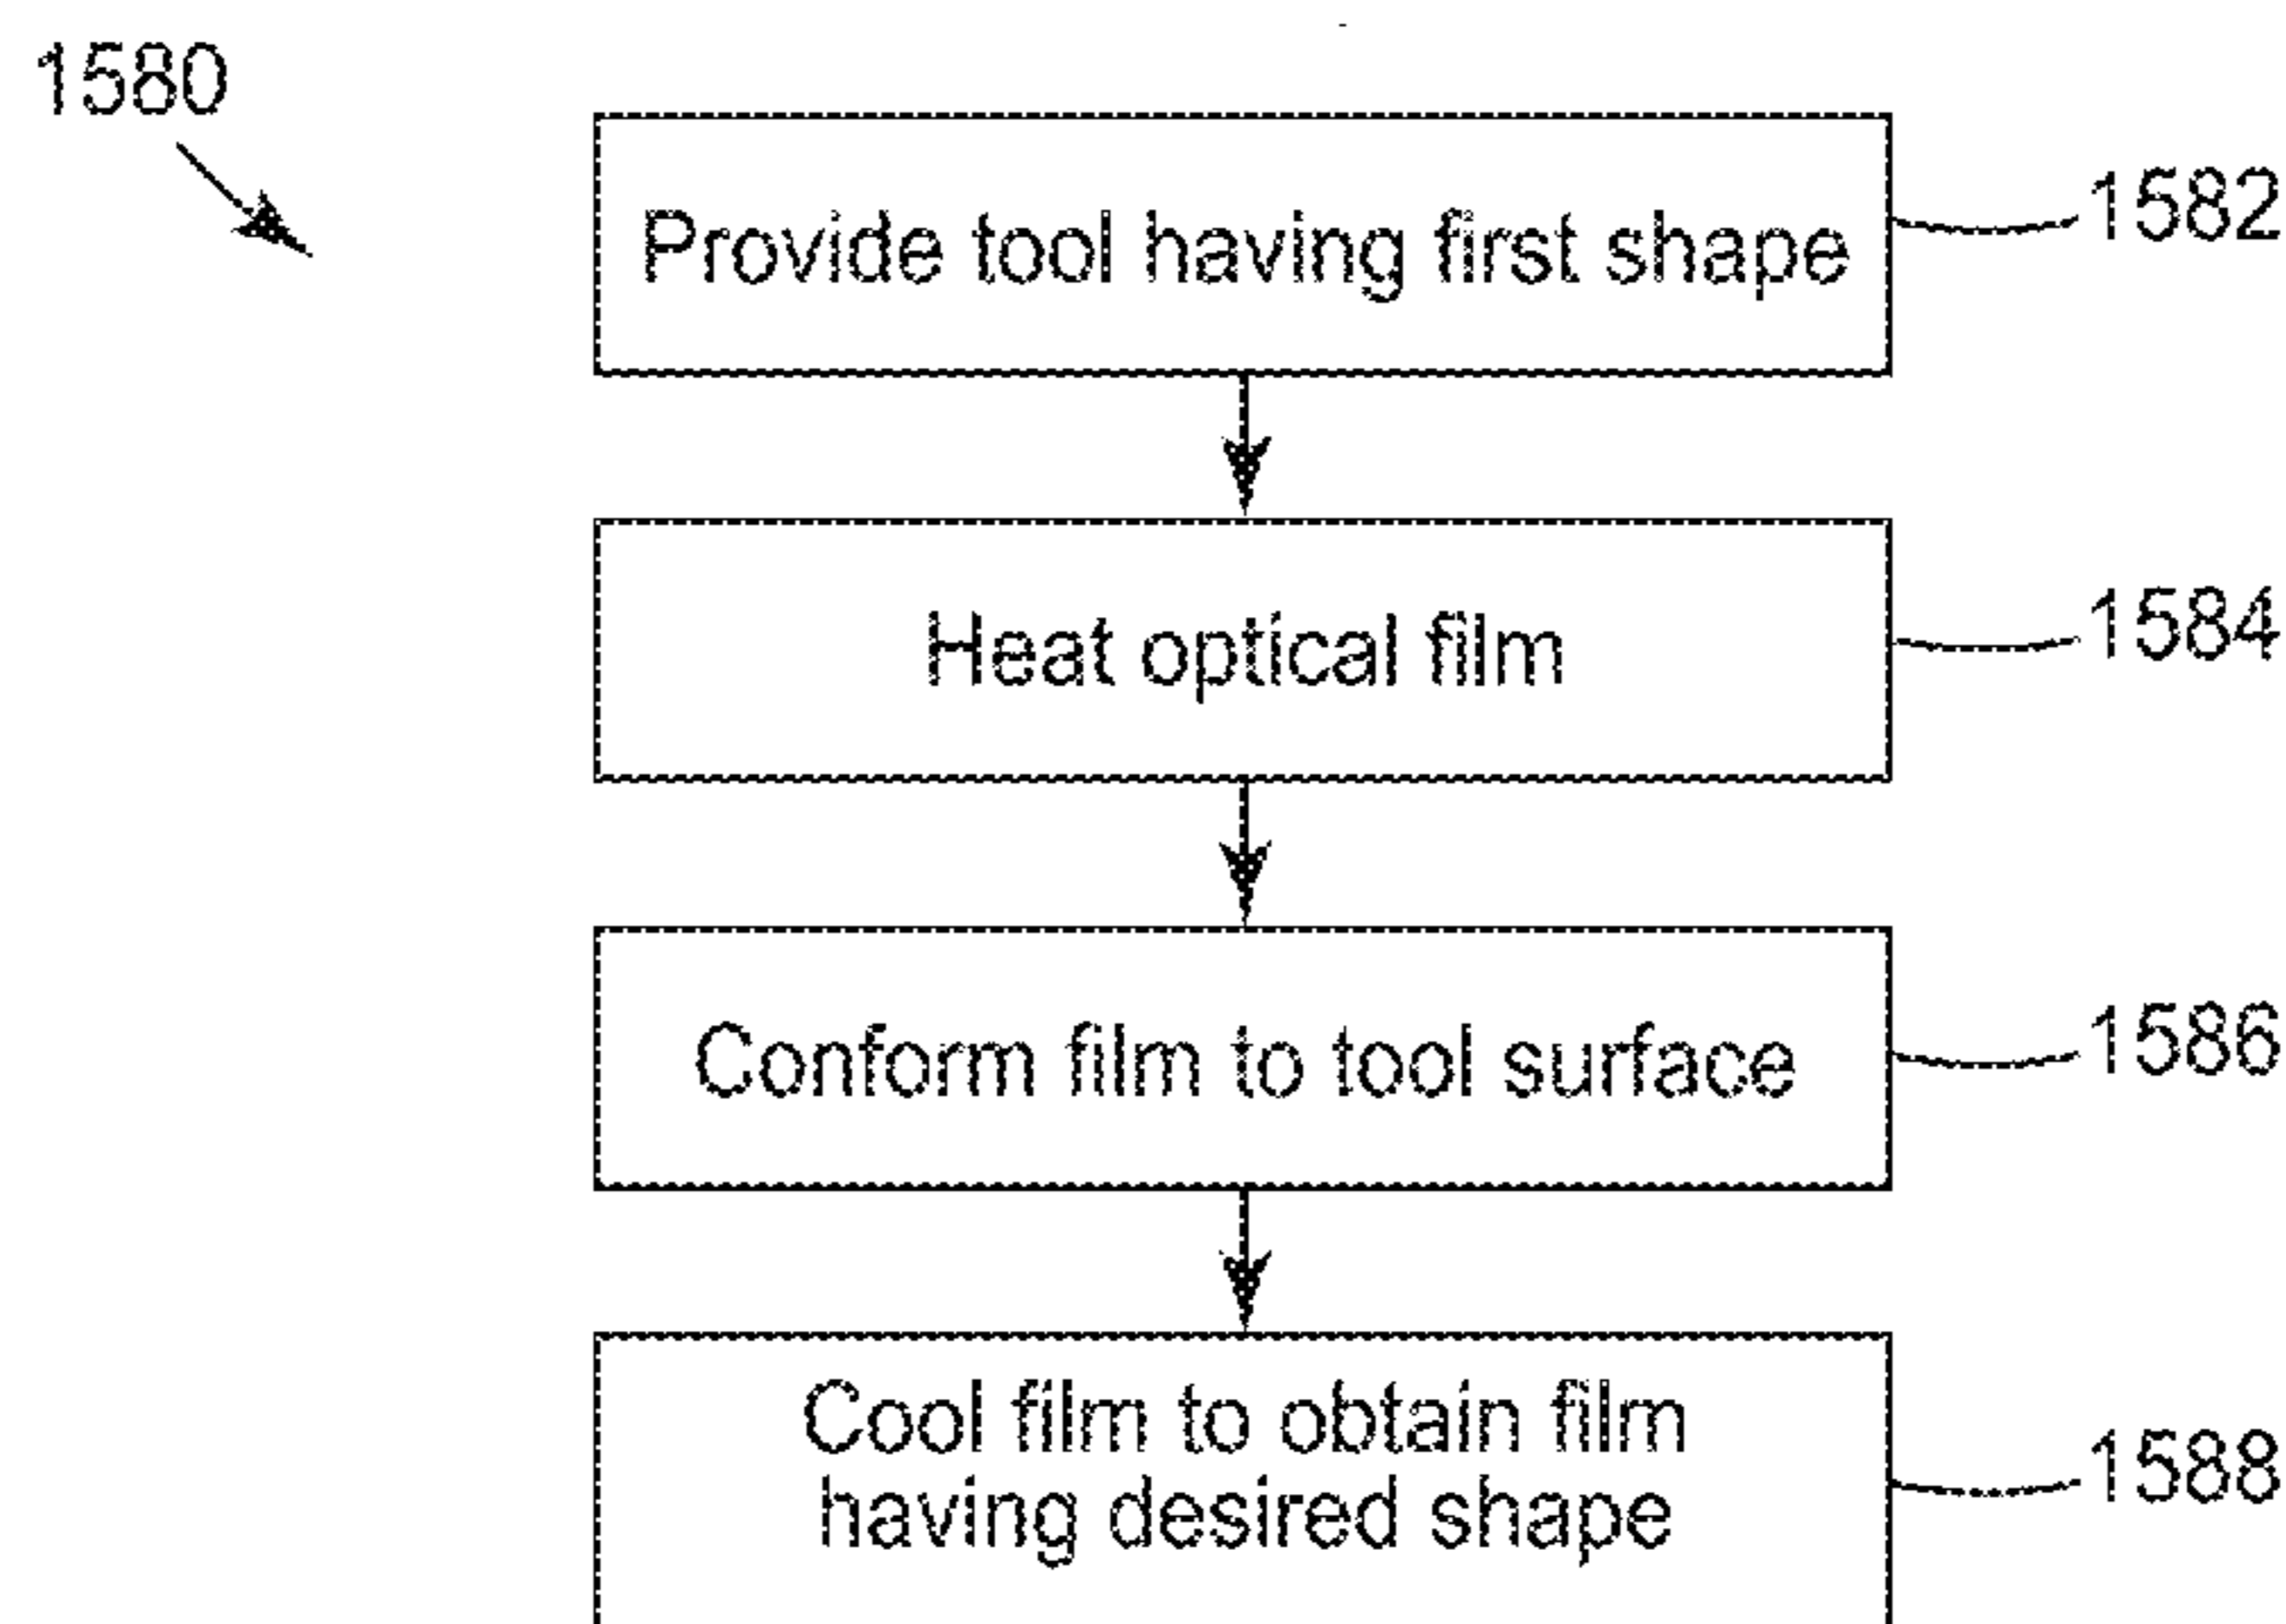 1580
Provide tool having first shape
1582
Heat optical film
1584
Conform film to tool surface
1586
Cool film to obtain film
having desired shape
1588